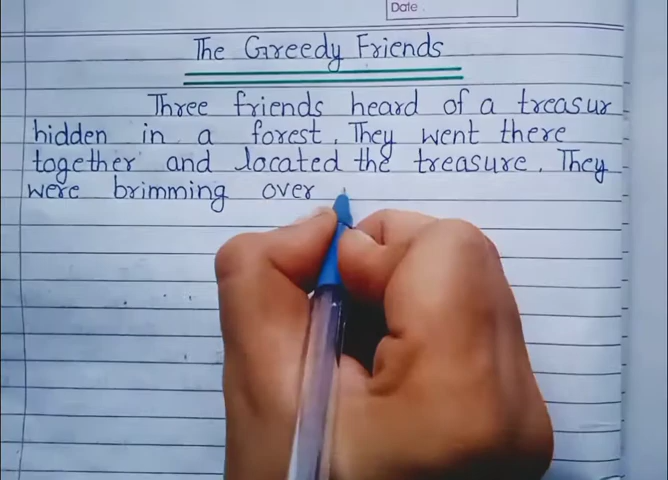 Date
The Greedy Friends
Three friends heard of a treasur
hidden in a forest. They went there
together and located the treasure. They
were brimming over